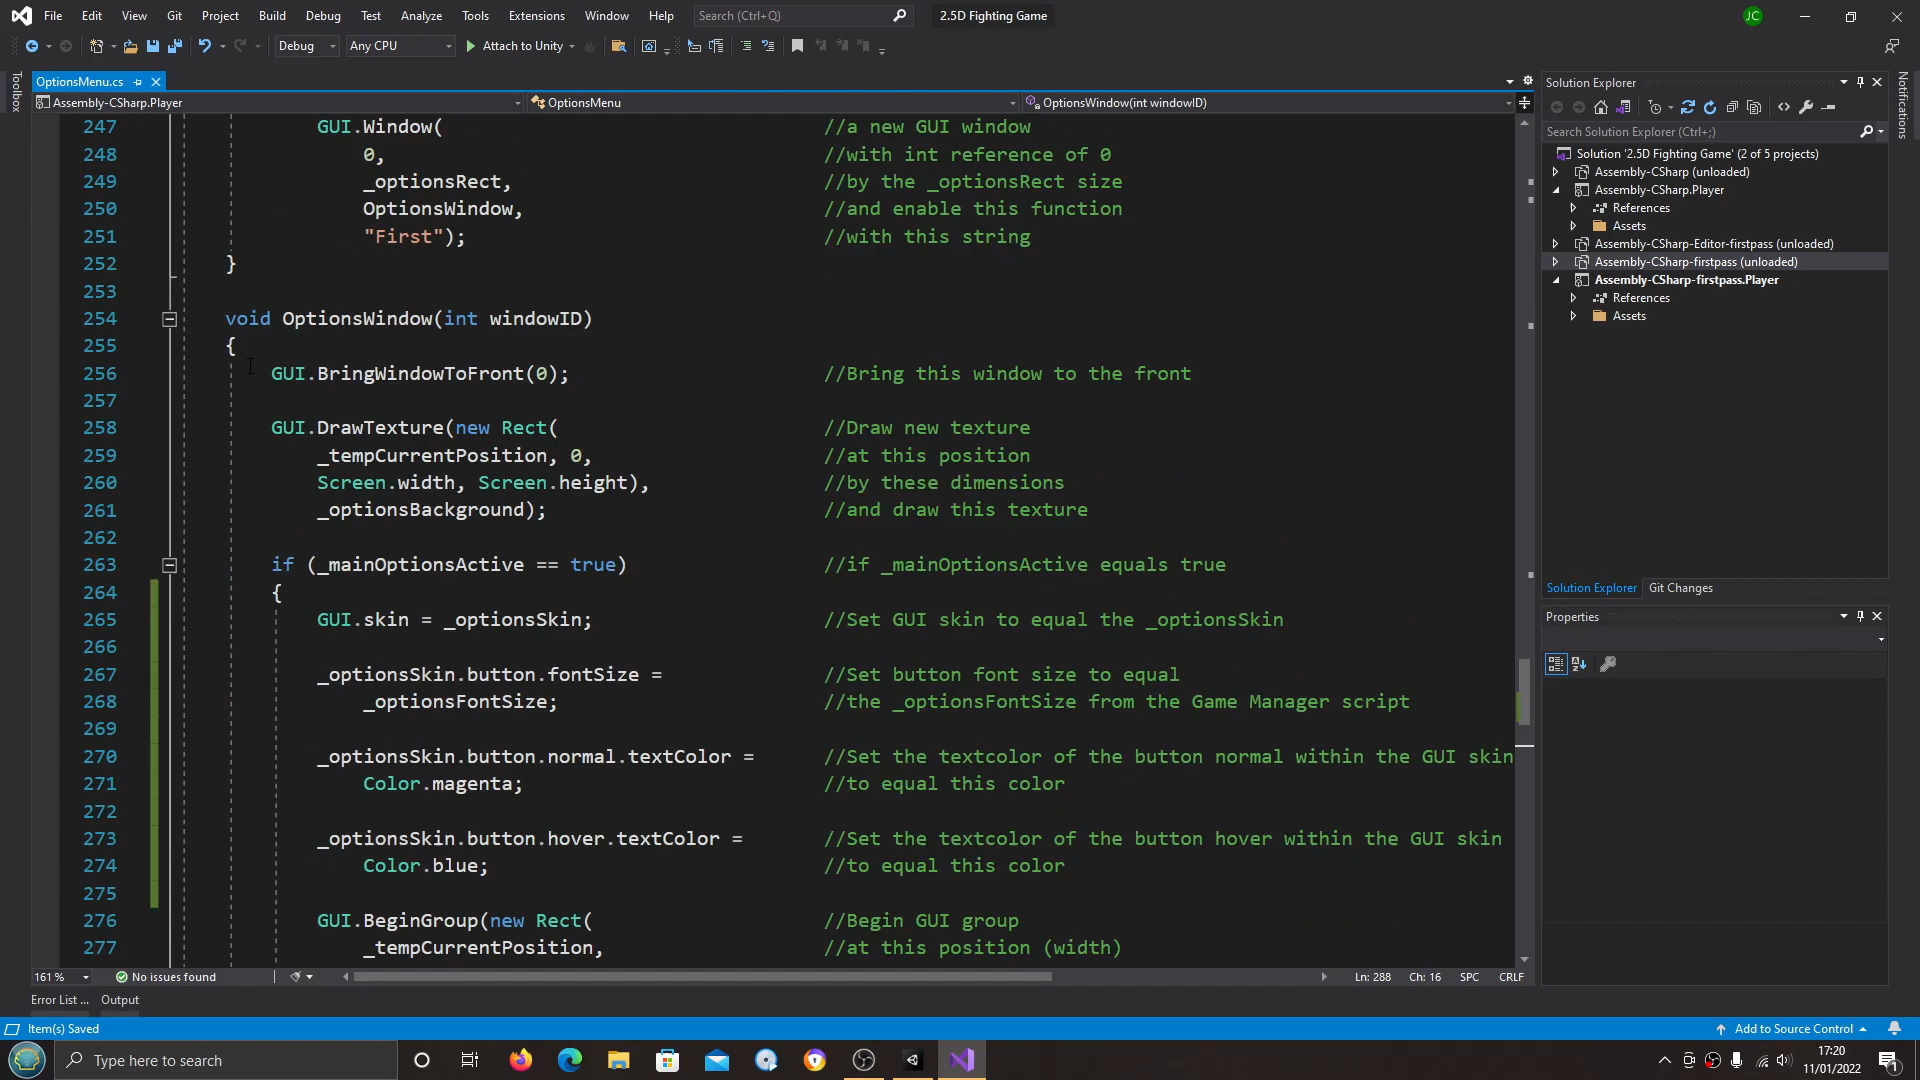 File Edit View Git Project Build Debug Test Analyze Tools Extensions Window Help Search (Ctrl+Q) 2.5D Fighting Game JC
Debug Any CPU Attach to Unity
Toolbox
OptionsMenu.cs
Assembly-CSharp.Player OptionsMenu OptionsWindow(int windowID)
247 GUI.Window( //a new GUI window
248 0, //with int reference of 0
249 _optionsRect, //by the _optionsRect size
250 OptionsWindow, //and enable this function
251 "First"); //with this string
252 }
253
254 void OptionsWindow(int windowID)
255 {
256 GUI.BringWindowToFront(0); //Bring this window to the front
257
258 GUI.DrawTexture(new Rect( //Draw new texture
259 _tempCurrentPosition, 0, //at this position
260 Screen.width, Screen.height), //by these dimensions
261 _optionsBackground); //and draw this texture
262
263 if (_mainOptionsActive == true) //if _mainOptionsActive equals true
264 {
265 GUI.skin = _optionsSkin; //Set GUI skin to equal the _optionsSkin
266
267 _optionsSkin.button.fontSize = //Set button font size to equal
268 _optionsFontSize; //the _optionsFontSize from the Game Manager script
269
270 _optionsSkin.button.normal.textColor = //Set the textcolor of the button normal within the GUI skin
271 Color.magenta; //to equal this color
272
273 _optionsSkin.button.hover.textColor = //Set the textcolor of the button hover within the GUI skin
274 Color.blue; //to equal this color
275
276 GUI.BeginGroup(new Rect( //Begin GUI group
277 _tempCurrentPosition, //at this position (width)
161 % No issues found Ln: 288 Ch: 16 SPC CRLF
Error List ... Output
Solution Explorer
Search Solution Explorer (Ctrl+;)
Solution '2.5D Fighting Game' (2 of 5 projects)
Assembly-CSharp (unloaded)
Assembly-CSharp.Player
References
Assets
Assembly-CSharp-Editor-firstpass (unloaded)
Assembly-CSharp-firstpass (unloaded)
Assembly-CSharp-firstpass.Player
References
Assets
Solution Explorer Git Changes
Properties
Notifications
Item(s) Saved Add to Source Control
Type here to search
17:20
11/01/2022
1